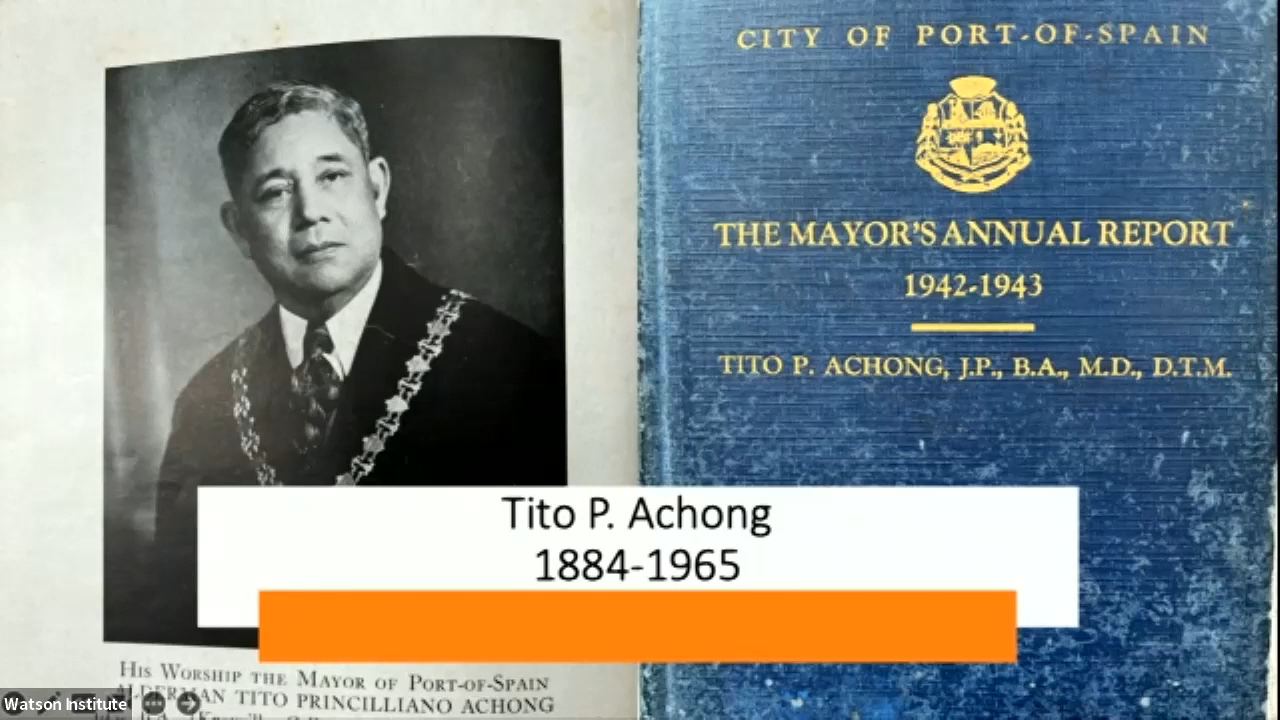 CITY OF PORT-OF-SPAIN
THE MAYOR'S ANNUAL REPORT
1942-1943
TITO P. ACHONG, J.P., B.A., M.D., D.T.M.
Tito P. Achong
1884-1965
HIS WORSHIP THE MAYOR OF PORT-OF-SPAIN
ALDERMAN TITO PRINCILLIANO ACHONG
Watson Institute